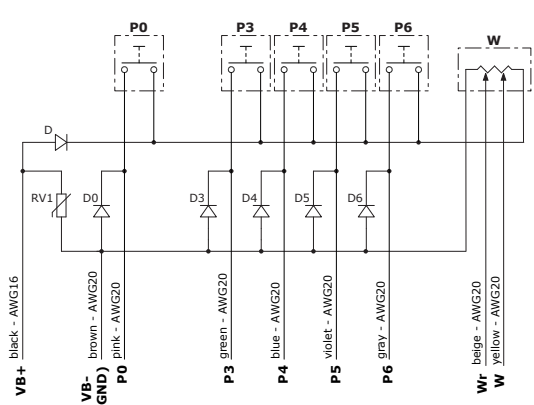 P0
P3
P4
P5
P6
W
D
RV1
D0
D3
D4
D5
D6
black - AWG16
brown - AWG20
pink - AWG20
green - AWG20
blue - AWG20
violet - AWG20
gray - AWG20
beige - AWG20
yellow - AWG20
VB+
VB-
GND)
P0
P3
P4
P5
P6
Wr
W